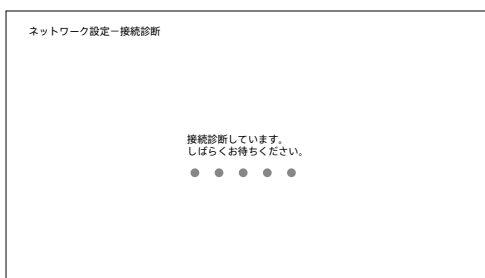 ネットワーク設定－接続診断
接続診断しています。
しばらくお待ちください。